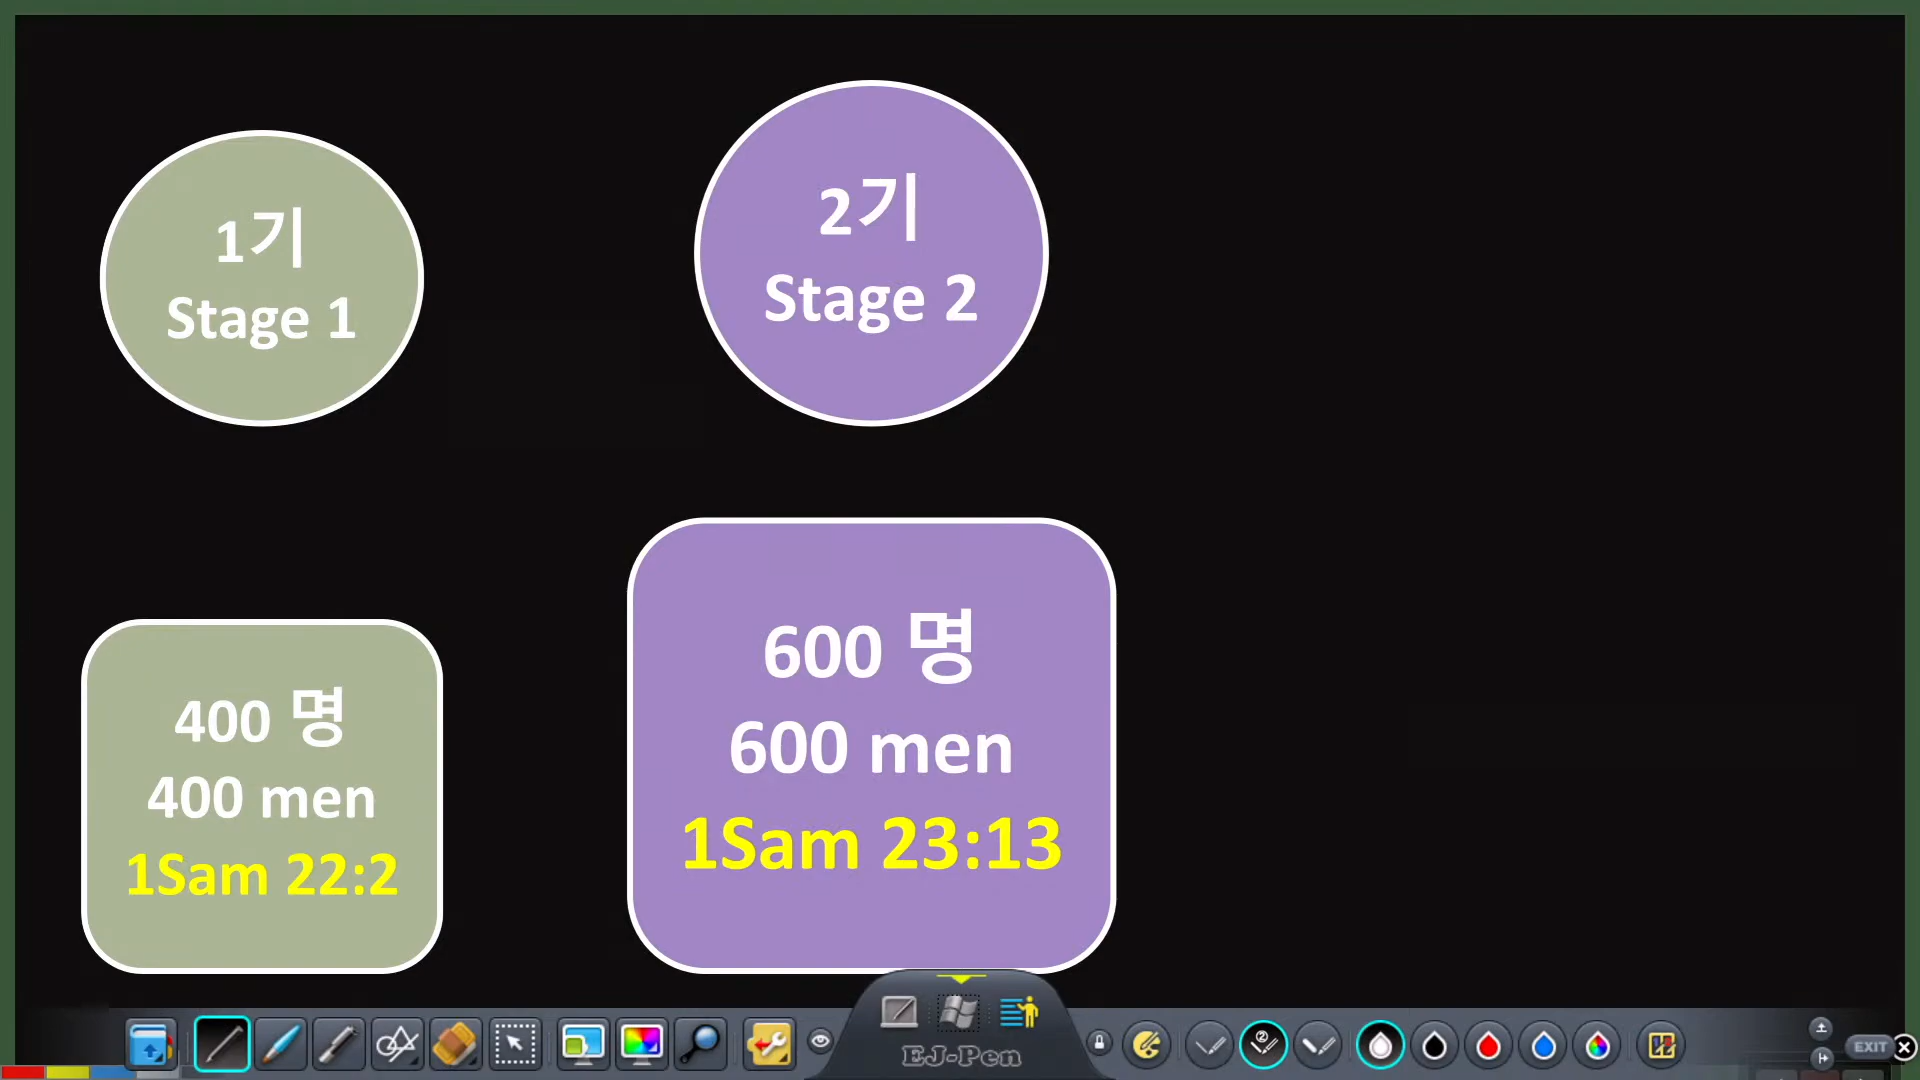 1기
Stage 1
2기
Stage 2
400 명
400 men
1Sam 22:2
600 명
600 men
1Sam 23:13
EJ-Pen
②
EXIT